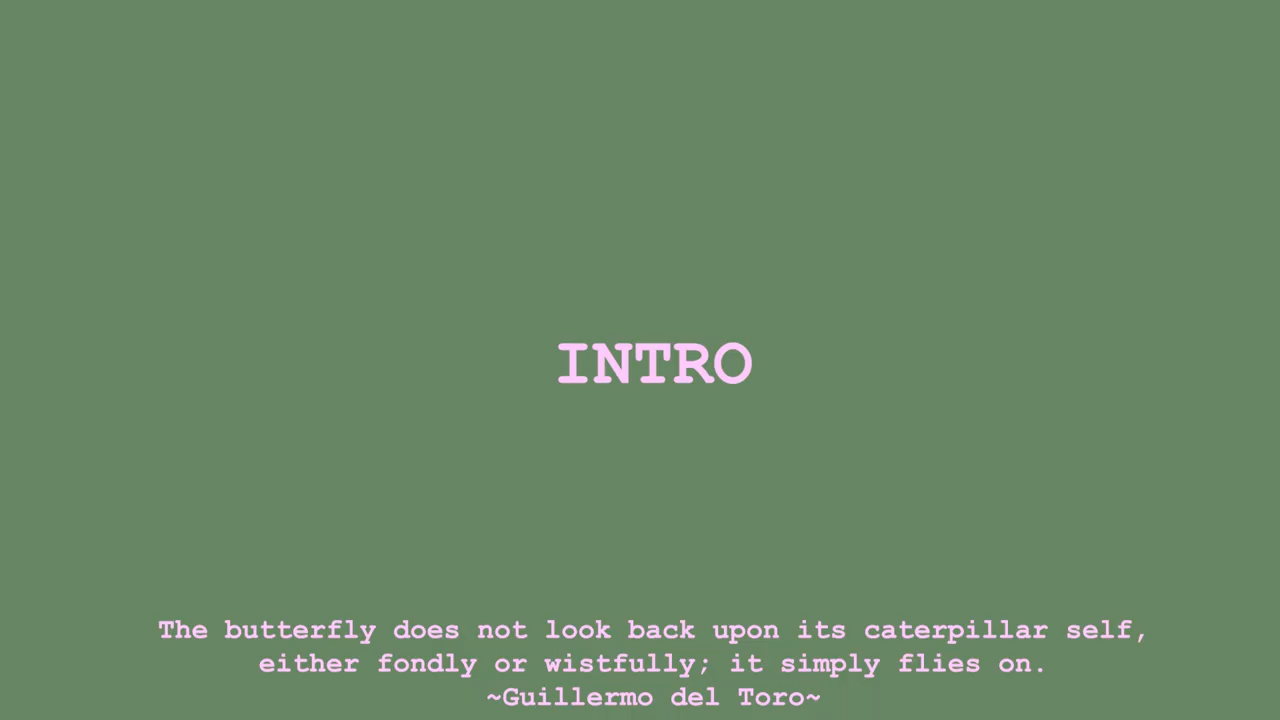 INTRO
The butterfly does not look back upon its caterpillar self,
either fondly or wistfully; it simply flies on.
~Guillermo del Toro~